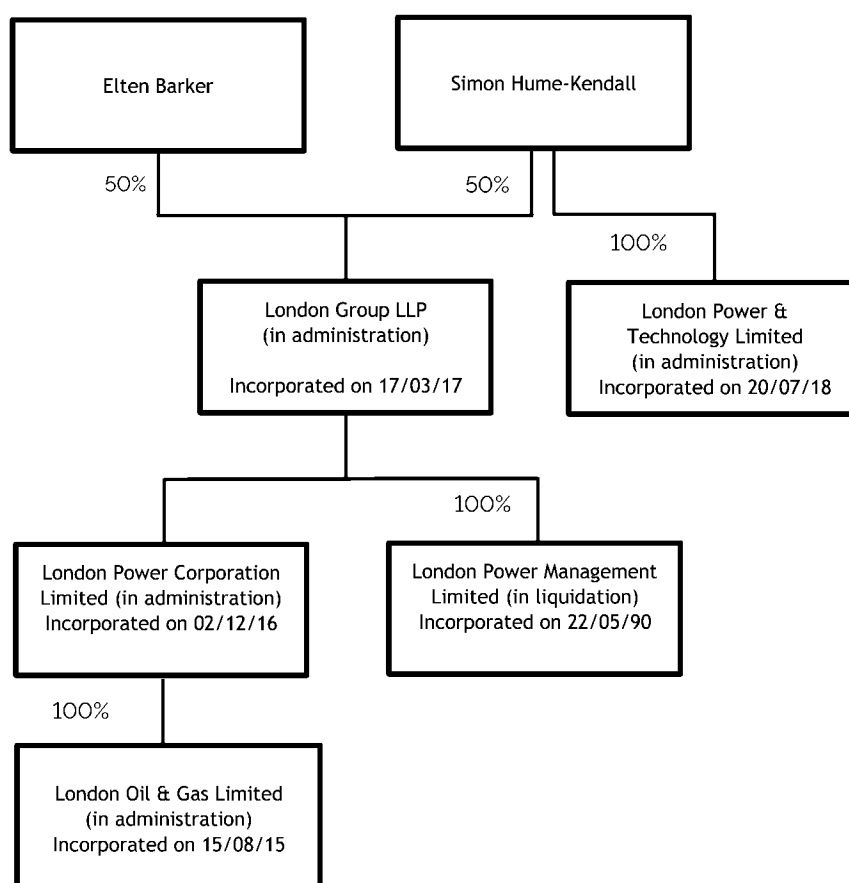 Elten Barker
Simon Hume-Kendall
50%
50%
100%
London Group LLP
(in administration)
Incorporated on 17/03/17
London Power &
Technology Limited
(in administration)
Incorporated on 20/07/18
100%
London Power Corporation
Limited (in administration)
Incorporated on 02/12/16
London Power Management
Limited (in liquidation)
Incorporated on 22/05/90
100%
London Oil & Gas Limited
(in administration)
Incorporated on 15/08/15